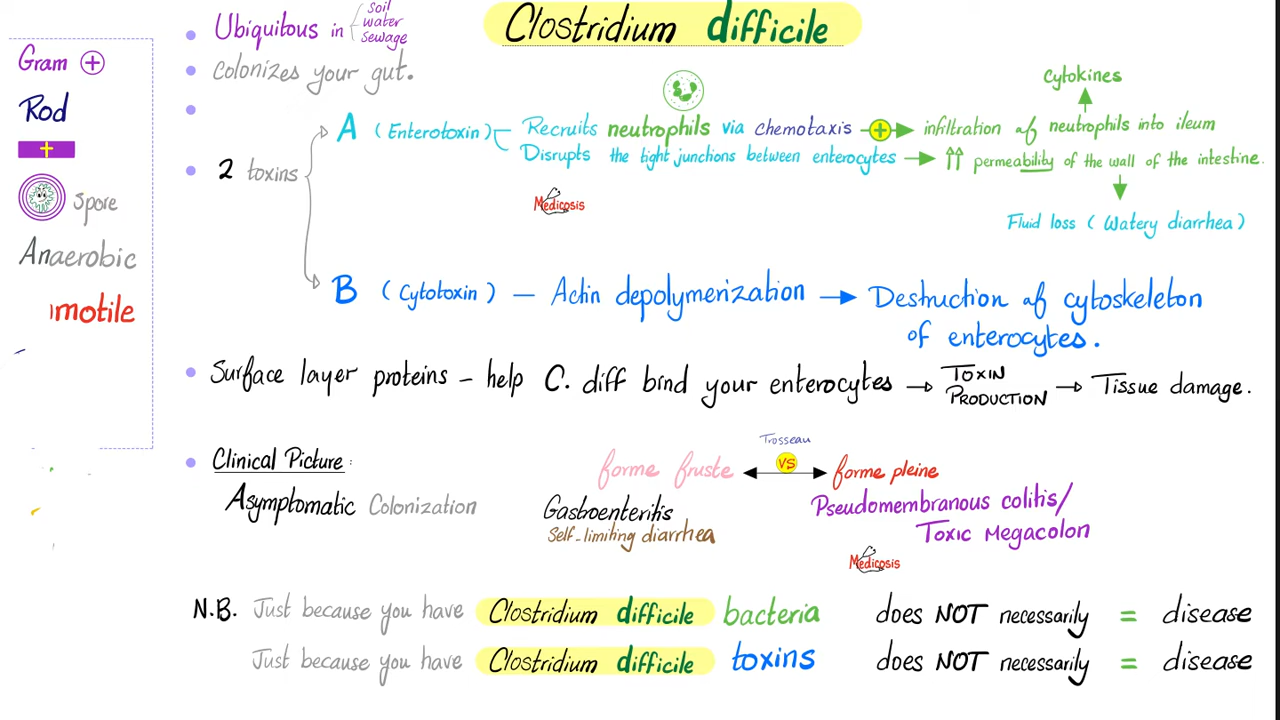 Clostridium difficile
Ubiquitous in
soil
water
sewage
colonizes your gut.
Gram +
Rod
+
Spore
Anaerobic
motile
2 toxins
A (Enterotoxin)
Recruits neutrophils via chemotaxis + infiltration of neutrophils into ileum
Cytokines
Disrupts the tight junctions between enterocytes ↑↑ permeability of the wall of the intestine.
Fluid loss (Watery diarrhea)
Medicosis
B (Cytotoxin) – Actin depolymerization → Destruction of cytoskeleton
of enterocytes.
Surface layer proteins – help C. diff bind your enterocytes → TOXIN
PRODUCTION → Tissue damage.
Clinical Picture:
Asymptomatic Colonization
Trosseau
forme fruste VS forme pleine
Gastroenteritis
Self-limiting diarrhea
Pseudomembranous colitis/
Toxic Megacolon
Medicosis
N.B. Just because you have Clostridium difficile bacteria does NOT necessarily = disease
Just because you have Clostridium difficile toxins does NOT necessarily = disease